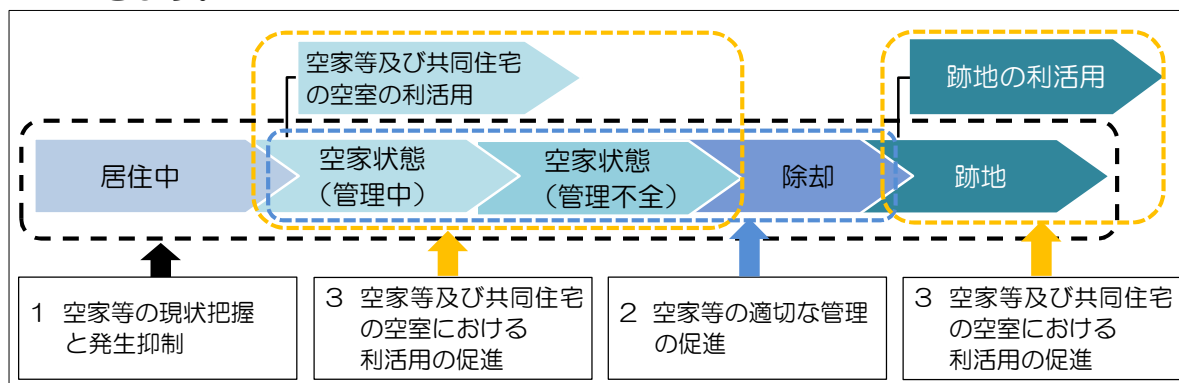 空家等及び共同住宅
の空室の利活用
跡地の利活用
居住中
空家状態
（管理中）
空家状態
（管理不全）
除却
跡地
1 空家等の現状把握
と発生抑制
3 空家等及び共同住宅
の空室における
利活用の促進
2 空家等の適切な管理
の促進
3 空家等及び共同住宅
の空室における
利活用の促進